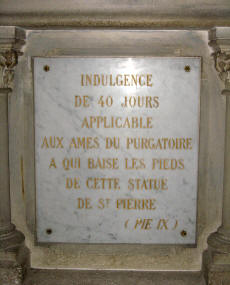 INDULGENCE
DE 40 JOURS
APPLICABLE
AUX AMES DU PURGATOIRE
A QUI BAISE LES PIEDS
DE CETTE STATUE
DE ST PIERRE
( PIE IX )